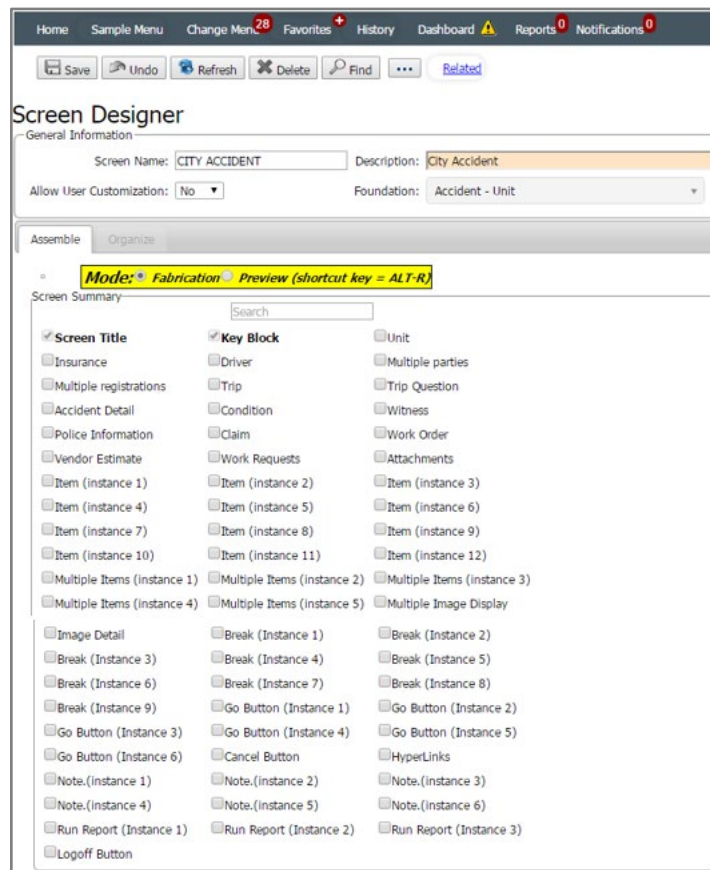 Home Sample Menu Change Menu 28 Favorites + History Dashboard Reports 0 Notifications 0
Save Undo Refresh Delete Find ... Related
Screen Designer
General Information
Screen Name: CITY ACCIDENT Description: City Accident
Allow User Customization: No Foundation: Accident - Unit
Assemble Organize
Mode: Fabrication Preview (shortcut key = ALT-R)
Screen Summary
Search
Screen Title Key Block Unit
Insurance Driver Multiple parties
Multiple registrations Trip Trip Question
Accident Detail Condition Witness
Police Information Claim Work Order
Vendor Estimate Work Requests Attachments
Item (instance 1) Item (instance 2) Item (instance 3)
Item (instance 4) Item (instance 5) Item (instance 6)
Item (instance 7) Item (instance 8) Item (instance 9)
Item (instance 10) Item (instance 11) Item (instance 12)
Multiple Items (instance 1) Multiple Items (instance 2) Multiple Items (instance 3)
Multiple Items (instance 4) Multiple Items (instance 5) Multiple Image Display
Image Detail Break (Instance 1) Break (Instance 2)
Break (Instance 3) Break (Instance 4) Break (Instance 5)
Break (Instance 6) Break (Instance 7) Break (Instance 8)
Break (Instance 9) Go Button (Instance 1) Go Button (Instance 2)
Go Button (Instance 3) Go Button (Instance 4) Go Button (Instance 5)
Go Button (Instance 6) Cancel Button HyperLinks
Note.(instance 1) Note.(instance 2) Note.(instance 3)
Note.(instance 4) Note.(instance 5) Note.(instance 6)
Run Report (Instance 1) Run Report (Instance 2) Run Report (Instance 3)
Logoff Button